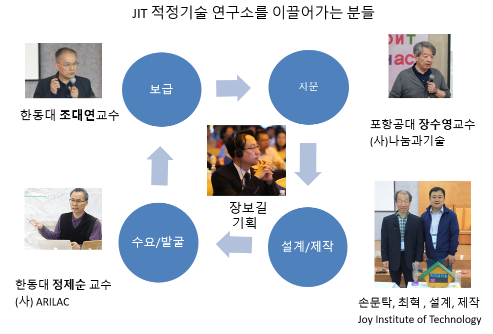 JIT 적정기술 연구소를 이끌어가는 분들
보급
자문
한동대 조대연교수
포항공대 장수영교수
(사)나눔과기술
장보길
기획
수요/발굴
설계/제작
한동대 정제순 교수
(사) ARILAC
손문탁, 최혁 , 설계, 제작
Joy Institute of Technology